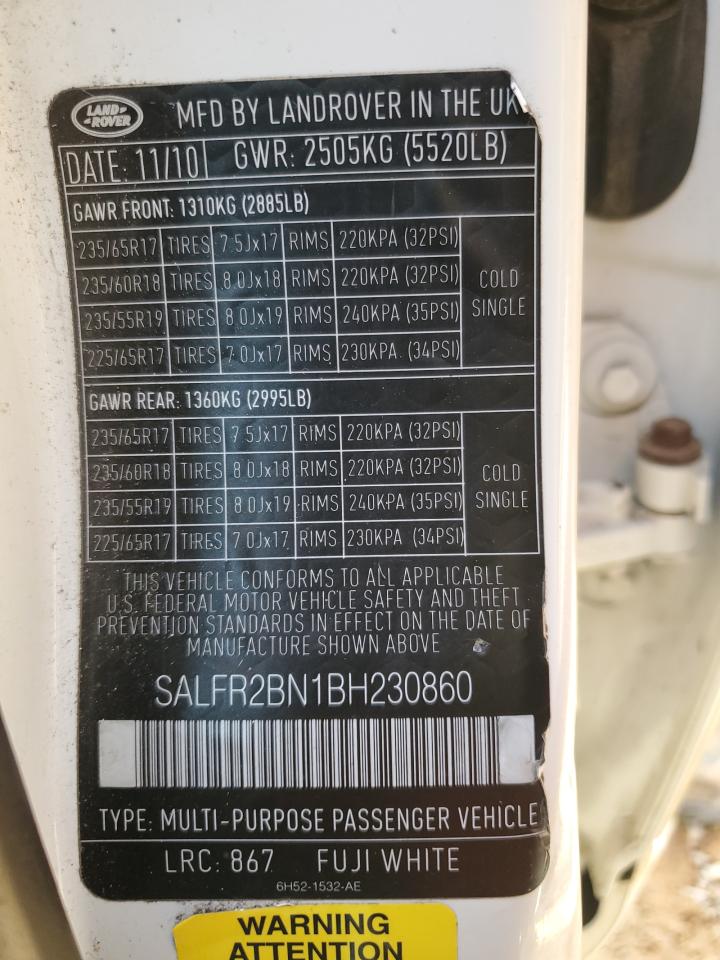 LAND-
-ROVER
MFD BY LANDROVER IN THE UK
DATE: 11/10 GWR: 2505KG (5520LB)
GAWR FRONT: 1310KG (2885LB)
235/65R17 TIRES 7.5Jx17 RIMS 220KPA (32PSI)
235/60R18 TIRES 8.0Jx18 RIMS 220KPA (32PSI)
235/55R19 TIRES 8.0Jx19 RIMS 240KPA (35PSI)
225/65R17 TIRES 7.0Jx17 RIMS 230KPA (34PSI)
COLD
SINGLE
GAWR REAR: 1360KG (2995LB)
235/65R17 TIRES 7.5Jx17 RIMS 220KPA (32PSI)
235/60R18 TIRES 8.0Jx18 RIMS 220KPA (32PSI)
235/55R19 TIRES 8.0Jx19 RIMS 240KPA (35PSI)
225/65R17 TIRES 7.0Jx17 RIMS 230KPA (34PSI)
COLD
SINGLE
THIS VEHICLE CONFORMS TO ALL APPLICABLE
U.S. FEDERAL MOTOR VEHICLE SAFETY AND THEFT
PREVENTION STANDARDS IN EFFECT ON THE DATE OF
MANUFACTURE SHOWN ABOVE
SALFR2BN1BH230860
TYPE: MULTI-PURPOSE PASSENGER VEHICLE
LRC: 867 FUJI WHITE
6H52-1532-AE
WARNING
ATTENTION